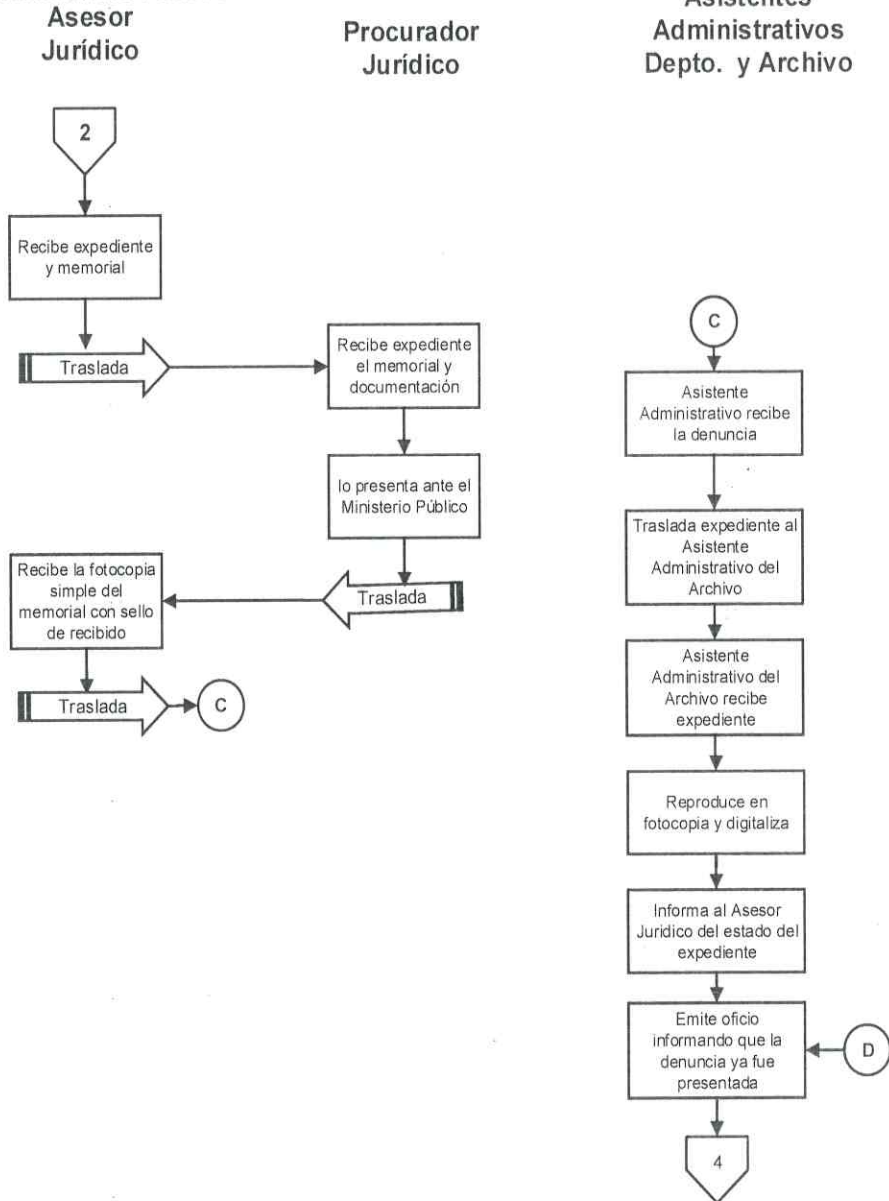 Asesor
Jurídico
Procurador
Jurídico
Asistentes
Administrativos
Depto. y Archivo
2
Recibe expediente
y memorial
Traslada
Recibe expediente
el memorial y
documentación
lo presenta ante el
Ministerio Público
Traslada
Recibe la fotocopia
simple del
memorial con sello
de recibido
Traslada
C
C
Asistente
Administrativo recibe
la denuncia
Traslada expediente al
Asistente
Administrativo del
Archivo
Asistente
Administrativo del
Archivo recibe
expediente
Reproduce en
fotocopia y digitaliza
Informa al Asesor
Juridico del estado del
expediente
Emite oficio
informando que la
denuncia ya fue
presentada
D
4